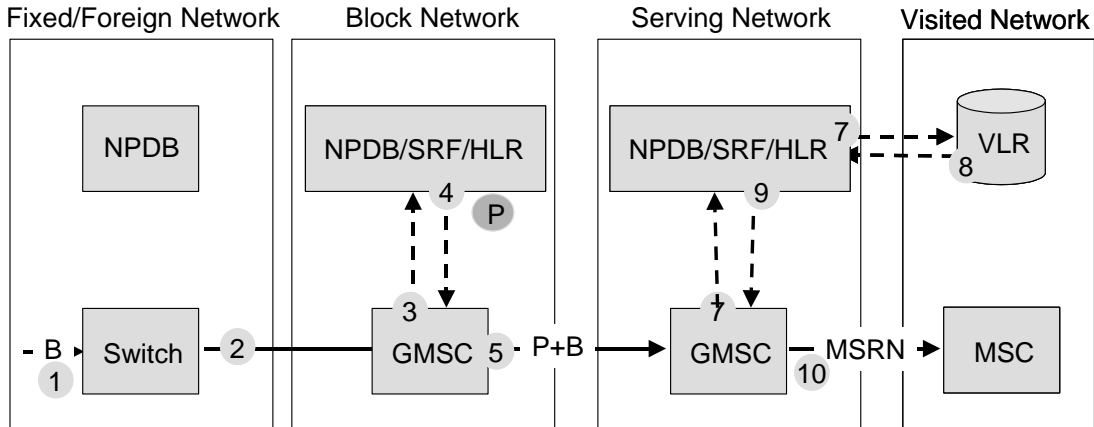 Fixed/Foreign Network
Block Network
Serving Network
Visited Network
NPDB
NPDB/SRF/HLR
NPDB/SRF/HLR
7
VLR
8
4
P
9
3
7
B
1
Switch
2
GMSC
5
P+B
GMSC
10
MSRN
MSC